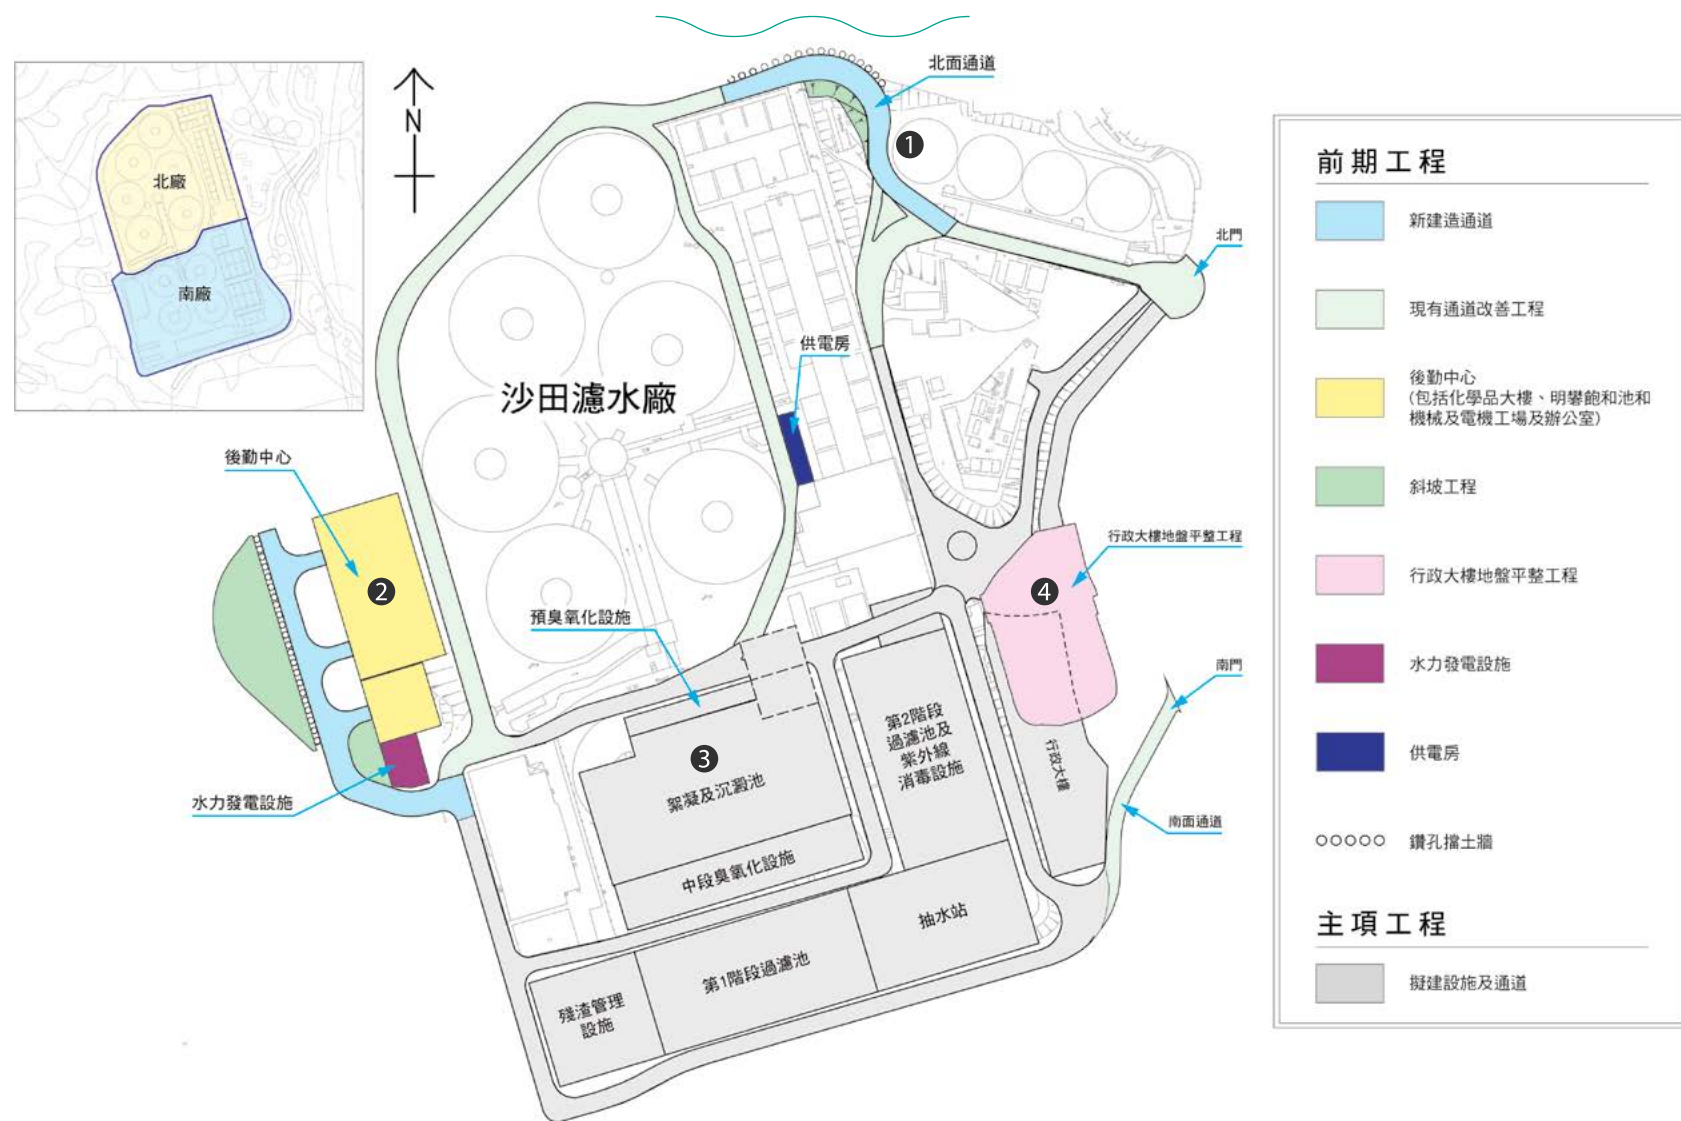 北廠
南廠
N
北面通道
❶
北門
供電房
沙田濾水廠
後勤中心
❷
行政大樓地盤平整工程
❹
預臭氧化設施
南門
第2階段
過濾池及
紫外線
消毒設施
❸
絮凝及沉澱池
行政大樓
水力發電設施
南面通道
中段臭氧化設施
抽水站
第1階段過濾池
殘渣管理
設施
前期工程
新建造通道
現有通道改善工程
後勤中心
(包括化學品大樓、明礬飽和池和
機械及電機工場及辦公室)
斜坡工程
行政大樓地盤平整工程
水力發電設施
供電房
鑽孔擋土牆
主項工程
擬建設施及通道